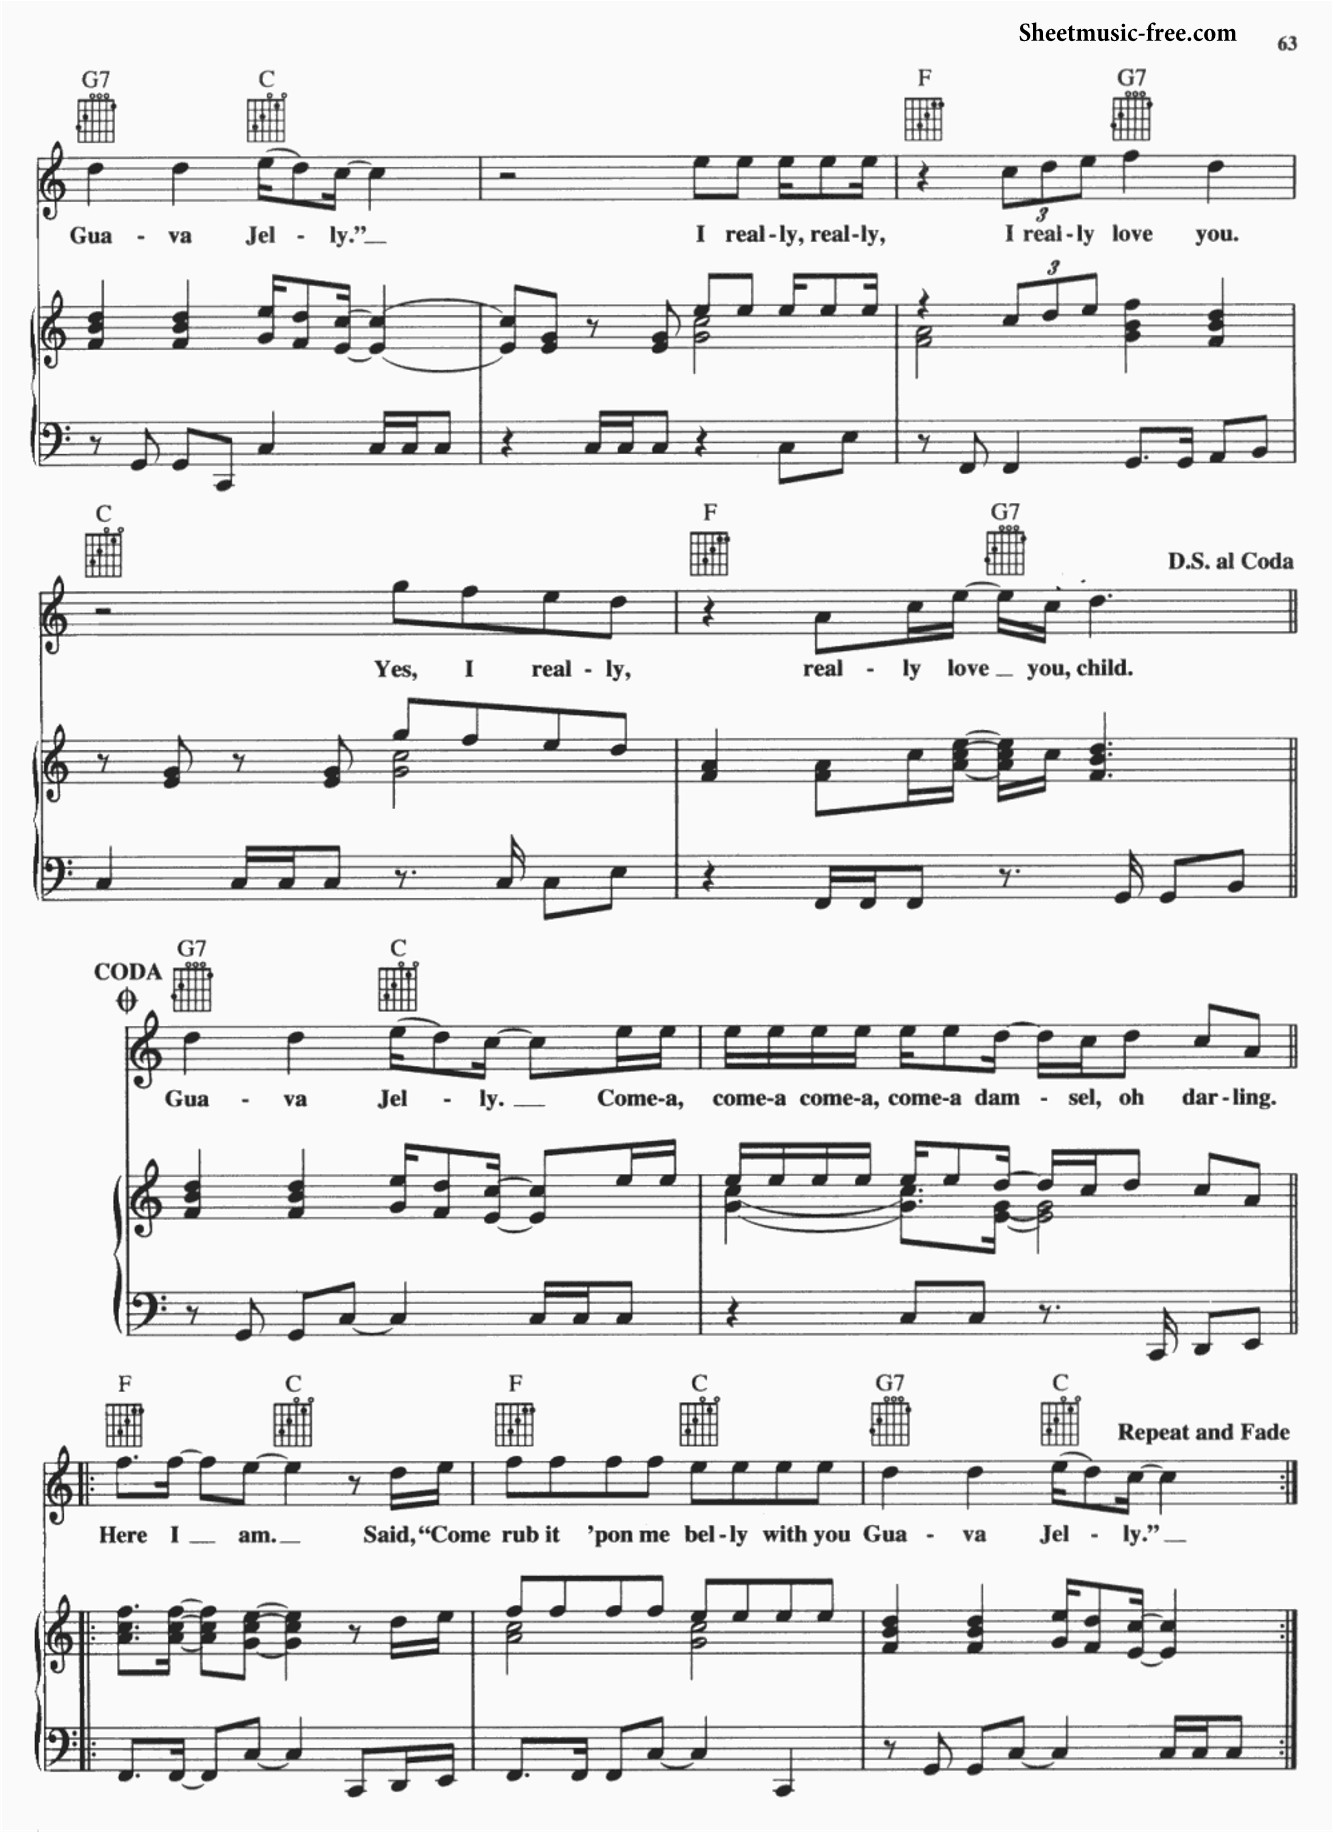 Sheetmusic-free.com
63
G7 C F G7
Gua - va Jel - ly.” I real - ly, real - ly, I real - ly love you.
3
3
C F G7
D.S. al Coda
Yes, I real - ly, real - ly love you, child.
G7 C
CODA
Gua - va Jel - ly. Come-a, come-a come-a, come-a dam - sel, oh dar - ling.
F C F C G7 C
Repeat and Fade
Here I am. Said, “Come rub it ’pon me bel - ly with you Gua - va Jel - ly.”